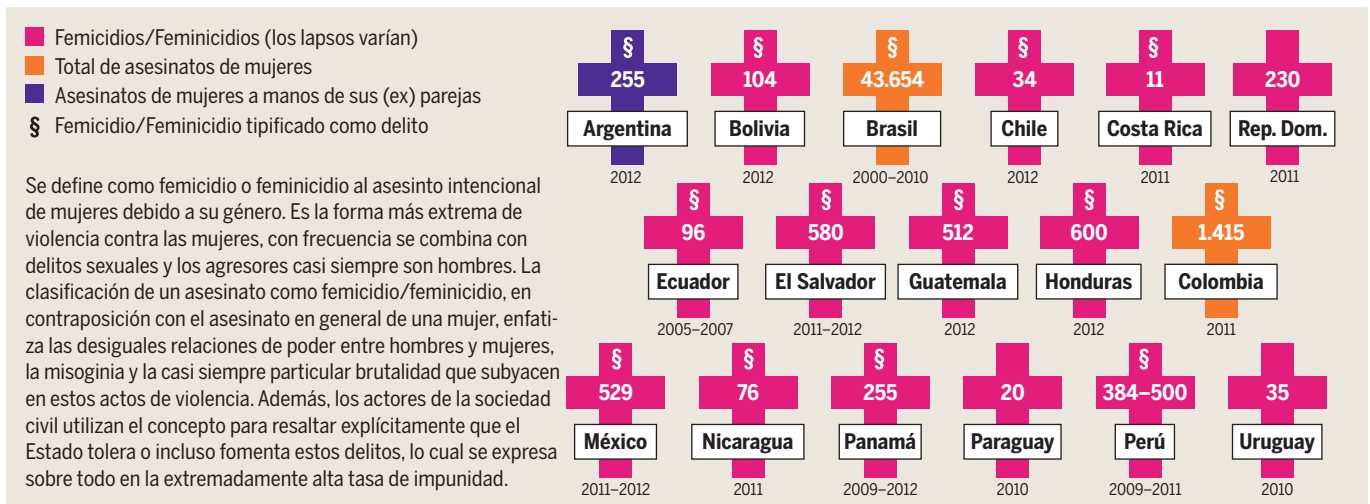 Femicidios/Feminicidios (los lapsos varían)
Total de asesinatos de mujeres
Asesinatos de mujeres a manos de sus (ex) parejas
§ Femicidio/Feminicidio tipificado como delito
Se define como femicidio o feminicidio al asesinto intencional
de mujeres debido a su género. Es la forma más extrema de
violencia contra las mujeres, con frecuencia se combina con
delitos sexuales y los agresores casi siempre son hombres. La
clasificación de un asesinato como femicidio/feminicidio, en
contraposición con el asesinato en general de una mujer, enfati-
za las desiguales relaciones de poder entre hombres y mujeres,
la misoginia y la casi siempre particular brutalidad que subyacen
en estos actos de violencia. Además, los actores de la sociedad
civil utilizan el concepto para resaltar explícitamente que el
Estado tolera o incluso fomenta estos delitos, lo cual se expresa
sobre todo en la extremadamente alta tasa de impunidad.
§ § § § §
255 104 43.654 34 11 230
Argentina Bolivia Brasil Chile Costa Rica Rep. Dom.
2012 2012 2000–2010 2012 2011 2011
§ § § § §
96 580 512 600 1.415
Ecuador El Salvador Guatemala Honduras Colombia
2005–2007 2011–2012 2012 2012 2011
§ § § §
529 76 255 20 384–500 35
México Nicaragua Panamá Paraguay Perú Uruguay
2011–2012 2011 2009–2012 2010 2009–2011 2010